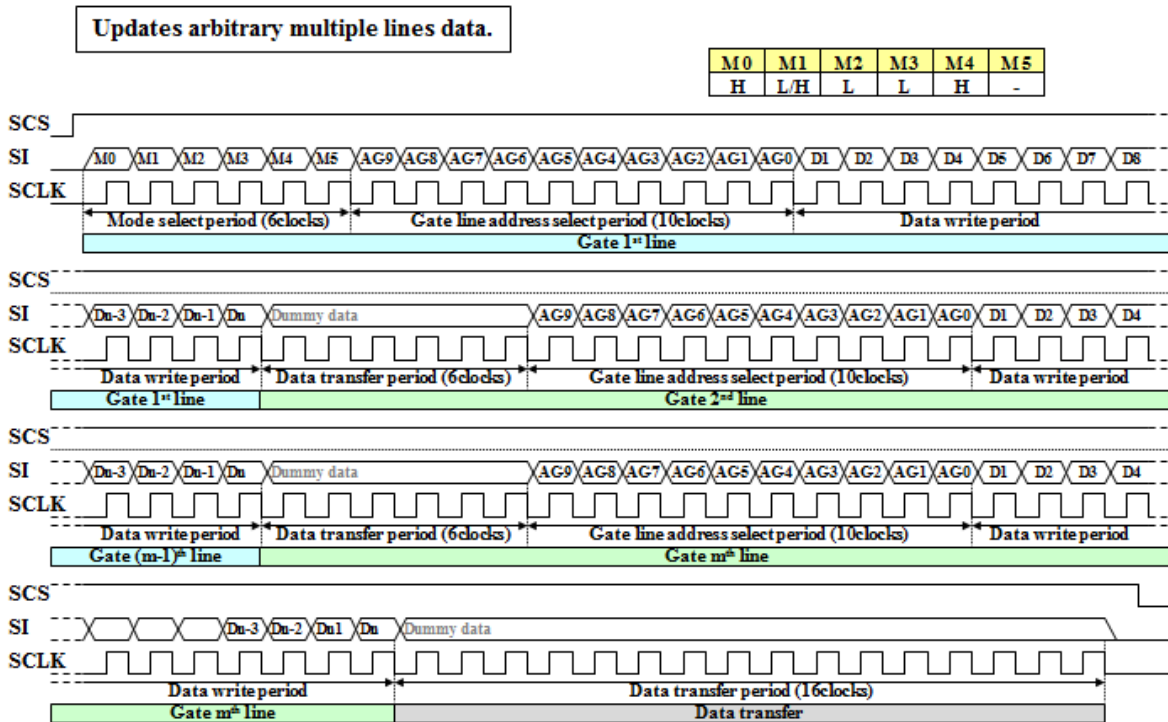 Updates arbitrary multiple lines data.
M0 M1 M2 M3 M4 M5
H L/H L L H -
SCS
SI M0 M1 M2 M3 M4 M5 AG9 AG8 AG7 AG6 AG5 AG4 AG3 AG2 AG1 AG0 D1 D2 D3 D4 D5 D6 D7 D8
SCLK
Mode select period (6clocks) Gate line address select period (10clocks) Data write period
Gate 1st line
SCS
SI Dn-3 Dn-2 Dn-1 Dn Dummy data AG9 AG8 AG7 AG6 AG5 AG4 AG3 AG2 AG1 AG0 D1 D2 D3 D4
SCLK
Data write period Data transfer period (6clocks) Gate line address select period (10clocks) Data write period
Gate 1st line Gate 2nd line
SCS
SI Dn-3 Dn-2 Dn-1 Dn Dummy data AG9 AG8 AG7 AG6 AG5 AG4 AG3 AG2 AG1 AG0 D1 D2 D3 D4
SCLK
Data write period Data transfer period (6clocks) Gate line address select period (10clocks) Data write period
Gate (m-1)th line Gate mth line
SCS
SI Dn-3 Dn-2 Dn1 Dn Dummy data
SCLK
Data write period Data transfer period (16clocks)
Gate mth line Data transfer